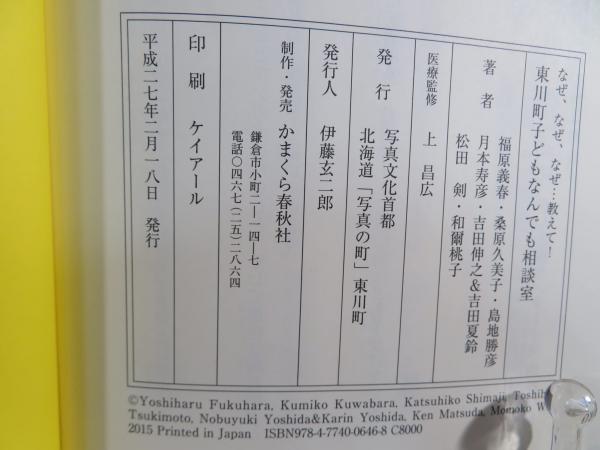 なぜ、なぜ、なぜ…教えて!
東川町子どもなんでも相談室
著者
福原義春・桑原久美子・島地勝彦
月本寿彦・吉田伸之&吉田夏鈴
松田 剣・和爾桃子
医療監修 上 昌広
発行
写真文化首都
北海道「写真の町」東川町
発行人 伊藤玄二郎
制作・発売 かまくら春秋社
鎌倉市小町二―一四―七
電話〇四六七(二五)二八六四
印刷 ケイアール
平成二七年二月一八日 発行
©Yoshiharu Fukuhara, Kumiko Kuwabara, Katsuhiko Shimaji,
Tsukimoto, Nobuyuki Yoshida&Karin Yoshida, Ken Matsuda, Momoko
2015 Printed in Japan ISBN978-4-7740-0646-8 C8000